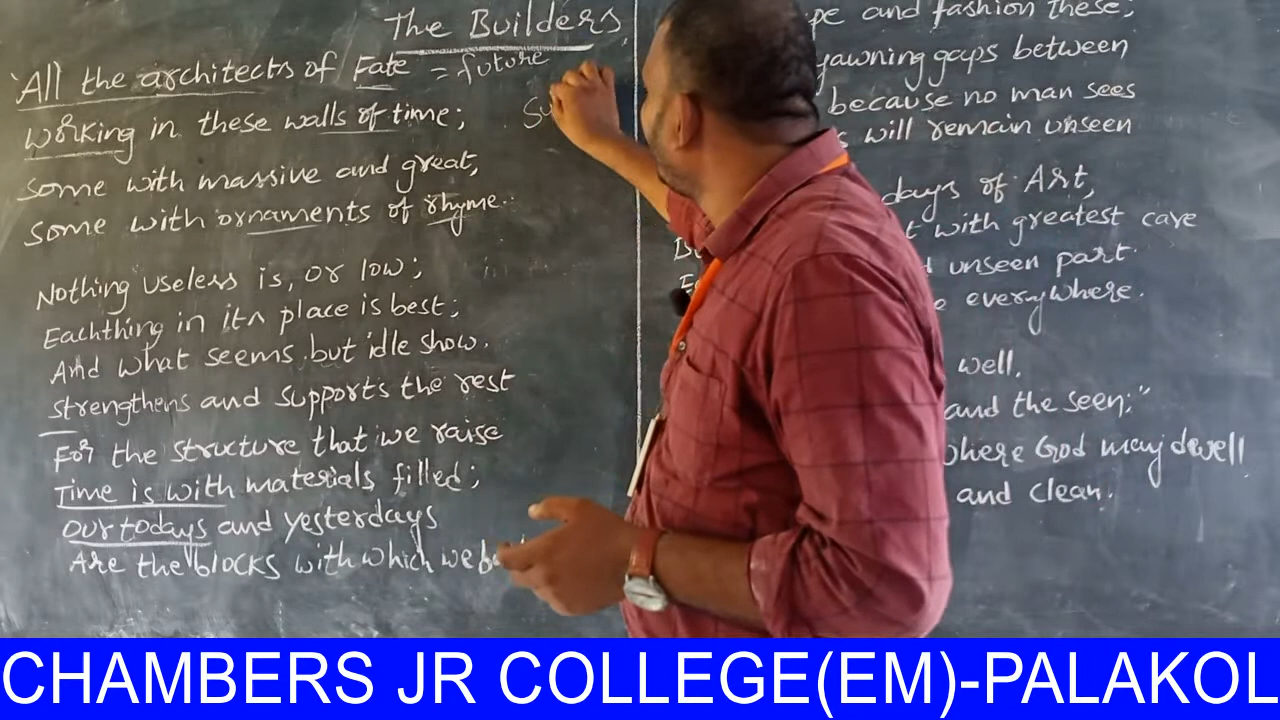 The Builders
'All the architects of Fate = future
working in these walls of time;
Some with massive and great,
Some with ornaments of rhyme.
Nothing useless is, or low;
Eachthing in its place is best;
And what seems but idle show.
Strengthens and supports the rest
For the structure that we raise
Time is with materials filled;
Our todays and yesterdays
Are the blocks with which we
pe and fashion these;
yawning gaps between
because no man sees
s will remain unseen
days of Art,
t with greatest care
unseen part.
e everywhere.
well,
and the seen;"
where God may dwell
and clean.
CHAMBERS JR COLLEGE(EM)-PALAKOL